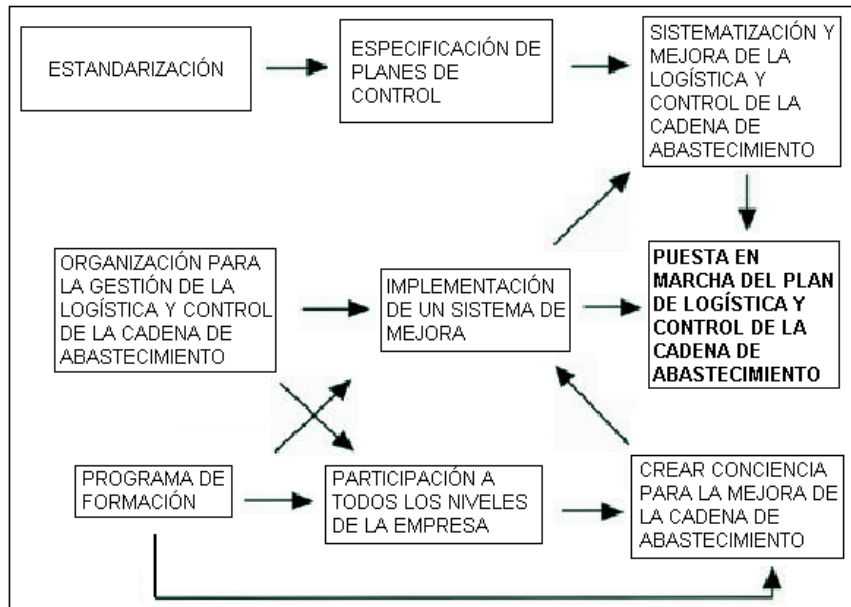 ESTANDARIZACIÓN
ESPECIFICACIÓN DE
PLANES DE
CONTROL
SISTEMATIZACIÓN Y
MEJORA DE LA
LOGÍSTICA Y
CONTROL DE LA
CADENA DE
ABASTECIMIENTO
ORGANIZACIÓN PARA
LA GESTIÓN DE LA
LOGÍSTICA Y CONTROL
DE LA CADENA DE
ABASTECIMIENTO
IMPLEMENTACIÓN
DE UN SISTEMA DE
MEJORA
PUESTA EN
MARCHA DEL PLAN
DE LOGÍSTICA Y
CONTROL DE LA
CADENA DE
ABASTECIMIENTO
PROGRAMA DE
FORMACIÓN
PARTICIPACIÓN A
TODOS LOS NIVELES
DE LA EMPRESA
CREAR CONCIENCIA
PARA LA MEJORA DE
LA CADENA DE
ABASTECIMIENTO